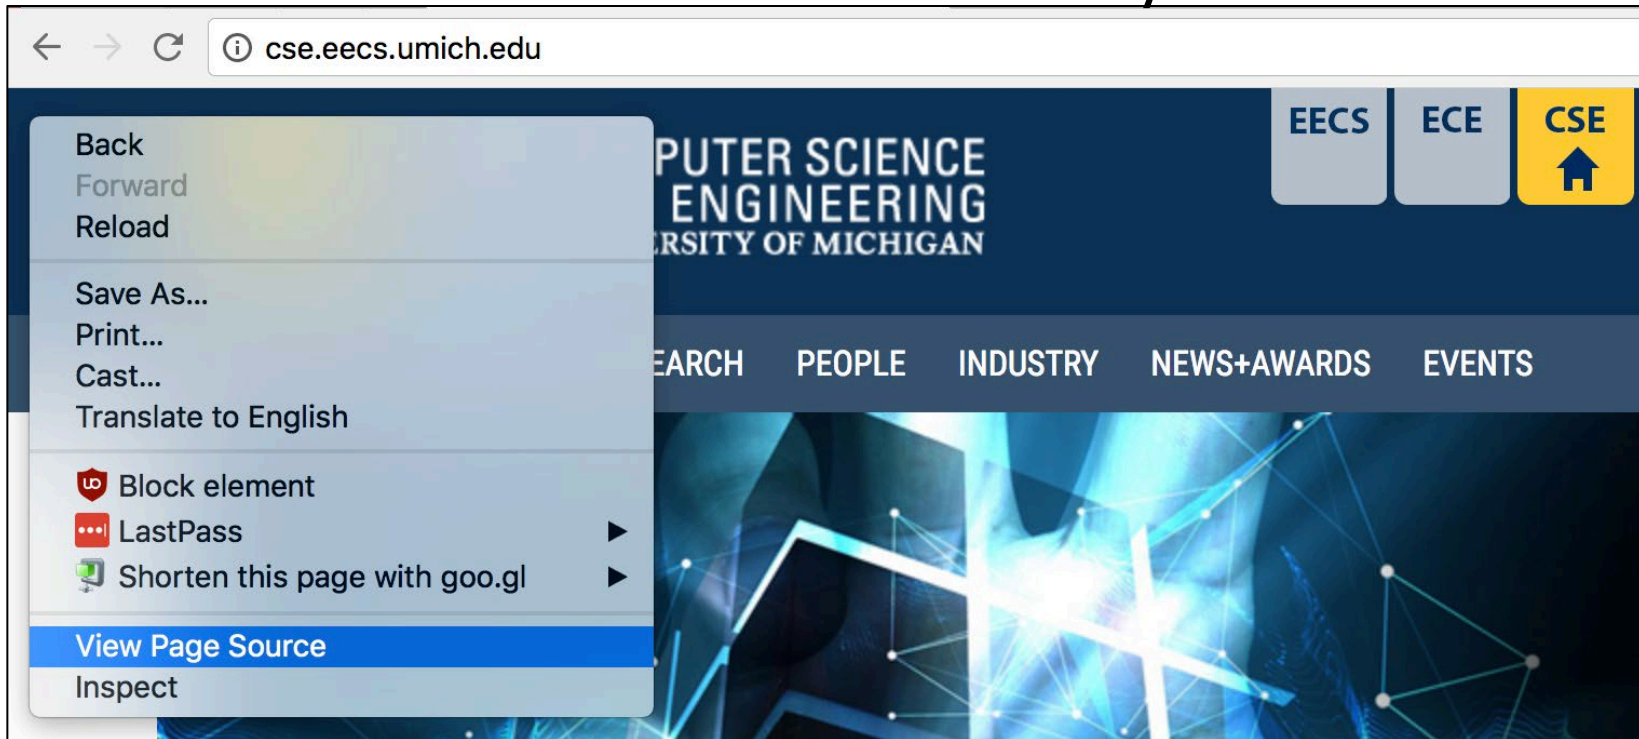 cse.eecs.umich.edu
EECS
ECE
CSE
PUTER SCIENCE
ENGINEERING
ERSITY OF MICHIGAN
EARCH
PEOPLE
INDUSTRY
NEWS+AWARDS
EVENTS
Back
Forward
Reload
Save As...
Print...
Cast...
Translate to English
Block element
LastPass
Shorten this page with goo.gl
View Page Source
Inspect